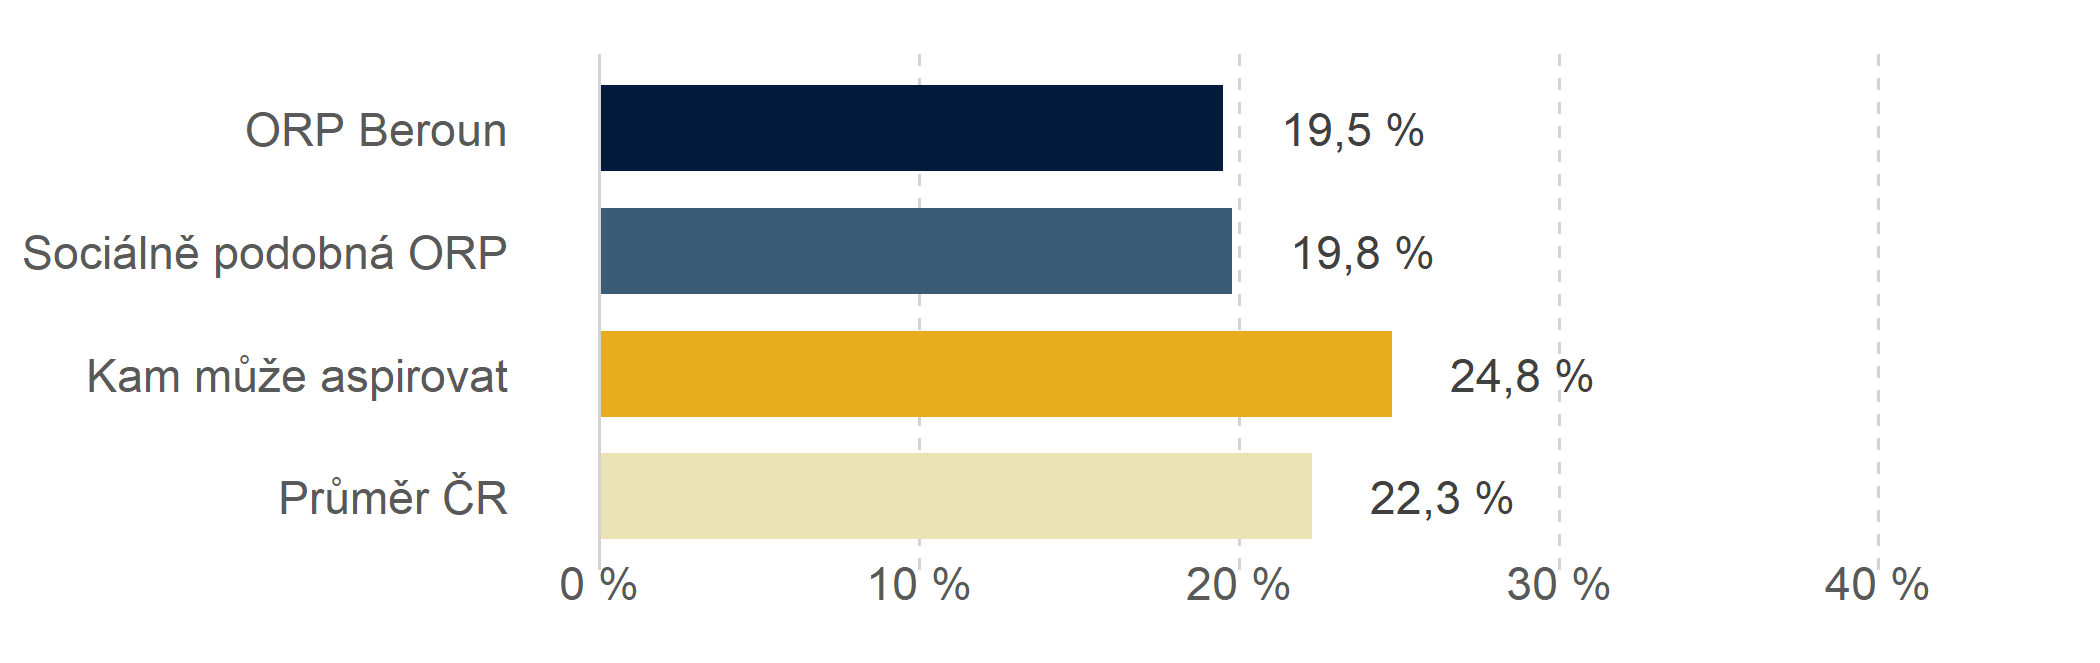 ORP Beroun 19,5 %
Sociálně podobná ORP 19,8 %
Kam může aspirovat 24,8 %
Průměr ČR 22,3 %
0 % 10 % 20 % 30 % 40 %